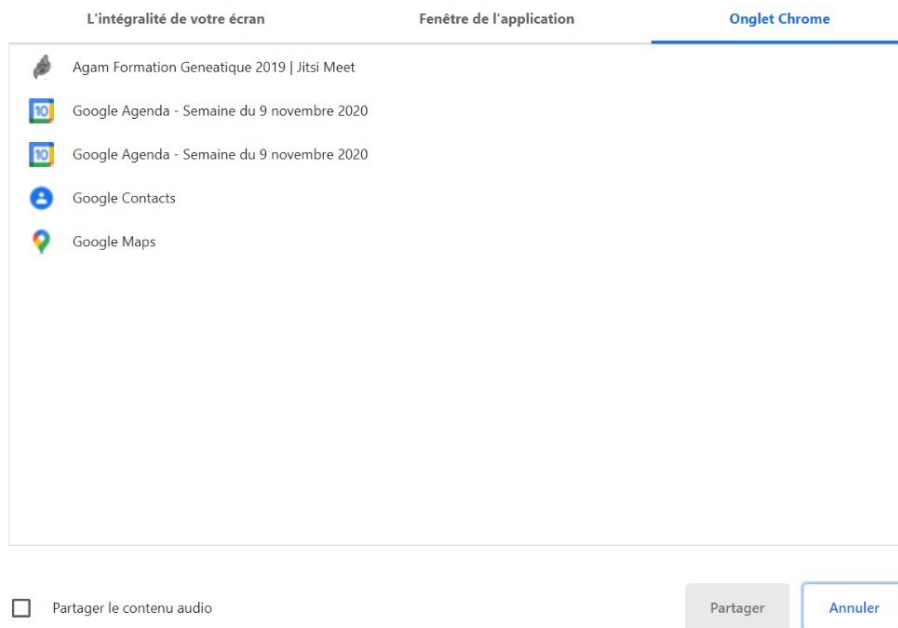 L'intégralité de votre écran Fenêtre de l'application Onglet Chrome
Agam Formation Geneatique 2019 | Jitsi Meet
10 Google Agenda - Semaine du 9 novembre 2020
10 Google Agenda - Semaine du 9 novembre 2020
Google Contacts
Google Maps
Partager le contenu audio Partager Annuler